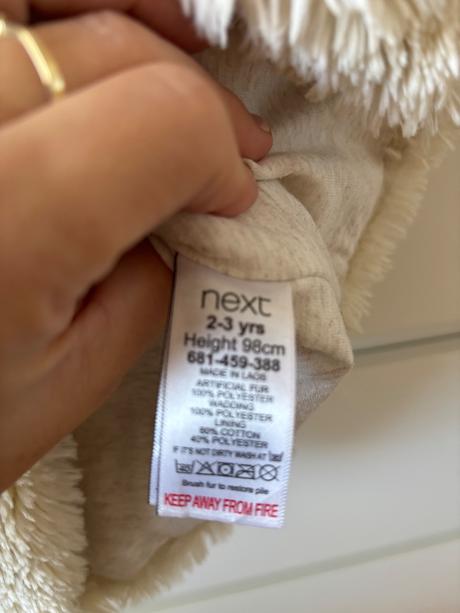 next
2-3 yrs
Height 98cm
681-459-388
MADE IN LAOS
ARTIFICIAL FUR
100% POLYESTER
WADDING
100% POLYESTER
LINING
60% COTTON
40% POLYESTER
IF IT'S NOT DIRTY WASH AT 30
40
Brush fur to restore pile
KEEP AWAY FROM FIRE